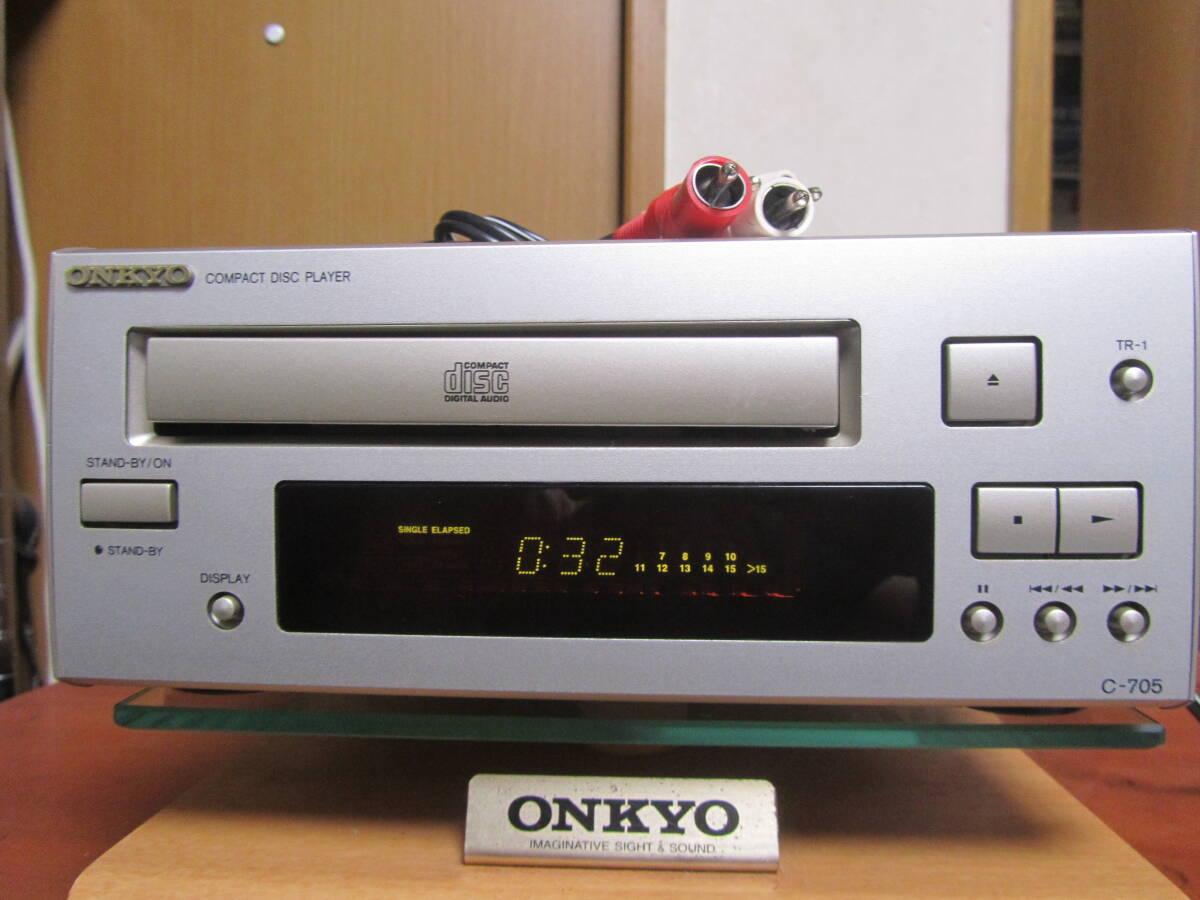 ONKYO COMPACT DISC PLAYER
COMPACT
disc
DIGITAL AUDIO
TR-1
STAND-BY/ON
STAND-BY
DISPLAY
SINGLE ELAPSED
0:32
7 8 9 10
11 12 13 14 15 >15
C-705
ONKYO
IMAGINATIVE SIGHT & SOUND